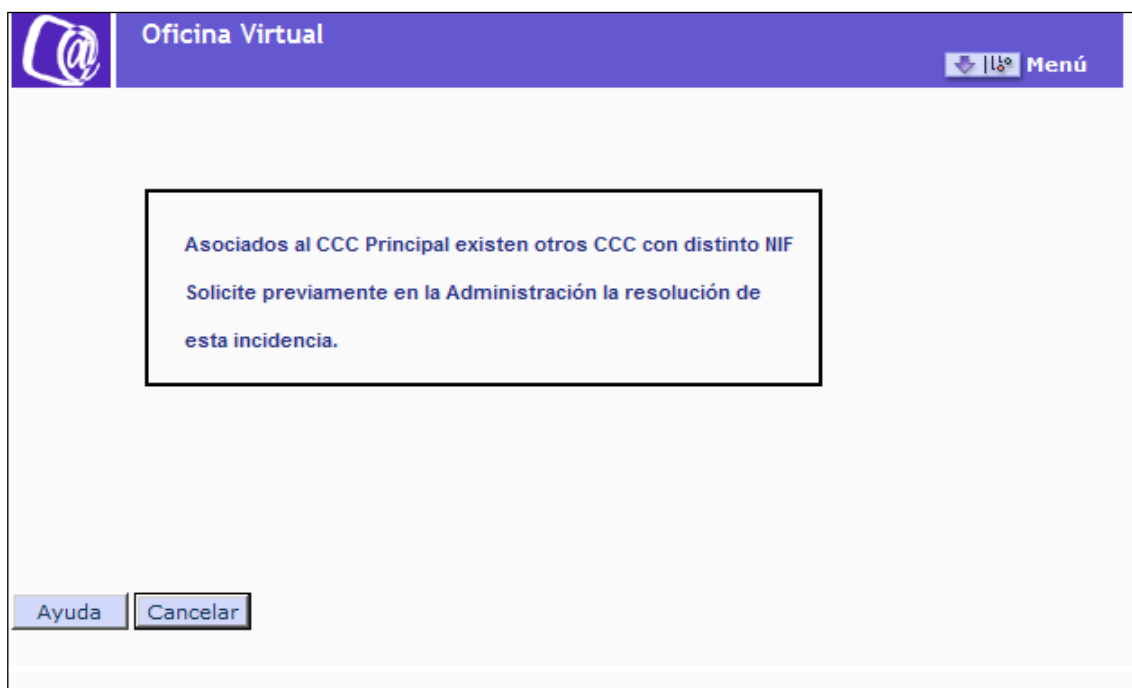 Oficina Virtual
Menú
Asociados al CCC Principal existen otros CCC con distinto NIF
Solicite previamente en la Administración la resolución de
esta incidencia.
Ayuda
Cancelar